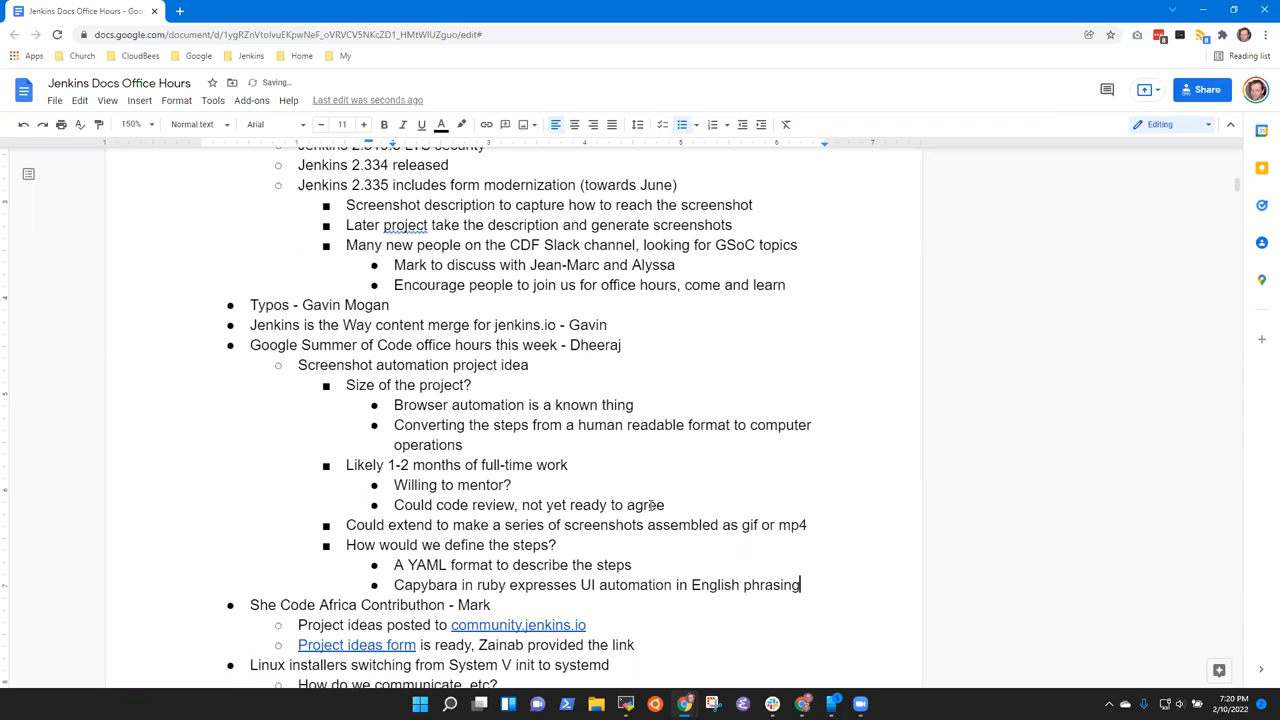 Jenkins Docs Office Hours - Goo
docs.google.com/document/d/1ygRZnVtoIvuEKpwNeF_oVRVCV5NKcZD1_HMtWIUZguo/edit#
Apps Church CloudBees Google Jenkins Home My Reading list
Jenkins Docs Office Hours Saving...
File Edit View Insert Format Tools Add-ons Help Last edit was seconds ago
Share
150% Normal text Arial 11 Editing
Jenkins 2.334 released
Jenkins 2.335 includes form modernization (towards June)
Screenshot description to capture how to reach the screenshot
Later project take the description and generate screenshots
Many new people on the CDF Slack channel, looking for GSoC topics
Mark to discuss with Jean-Marc and Alyssa
Encourage people to join us for office hours, come and learn
Typos - Gavin Mogan
Jenkins is the Way content merge for jenkins.io - Gavin
Google Summer of Code office hours this week - Dheeraj
Screenshot automation project idea
Size of the project?
Browser automation is a known thing
Converting the steps from a human readable format to computer
operations
Likely 1-2 months of full-time work
Willing to mentor?
Could code review, not yet ready to agree
Could extend to make a series of screenshots assembled as gif or mp4
How would we define the steps?
A YAML format to describe the steps
Capybara in ruby expresses UI automation in English phrasing
She Code Africa Contributhon - Mark
Project ideas posted to community.jenkins.io
Project ideas form is ready, Zainab provided the link
Linux installers switching from System V init to systemd
How do we communicate, etc?
7:20 PM
2/10/2022